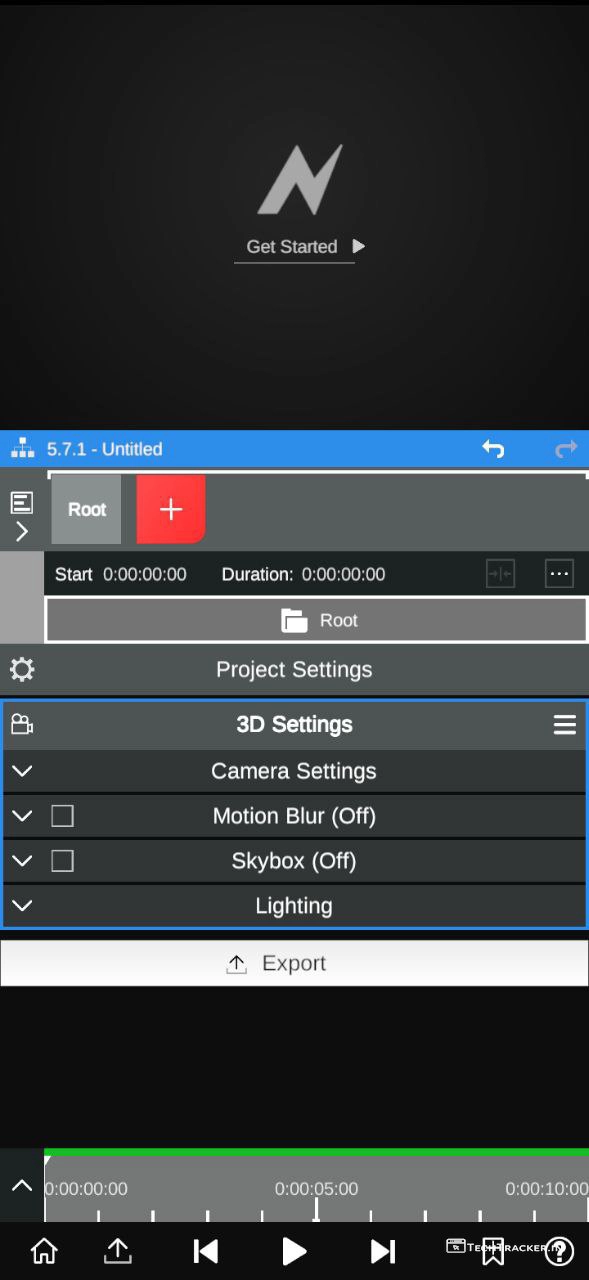 Get Started
5.7.1 - Untitled
Root
Start 0:00:00:00 Duration: 0:00:00:00
Root
Project Settings
3D Settings
Camera Settings
Motion Blur (Off)
Skybox (Off)
Lighting
Export
0:00:00:00 0:00:05:00 0:00:10:00
TechTracker.in